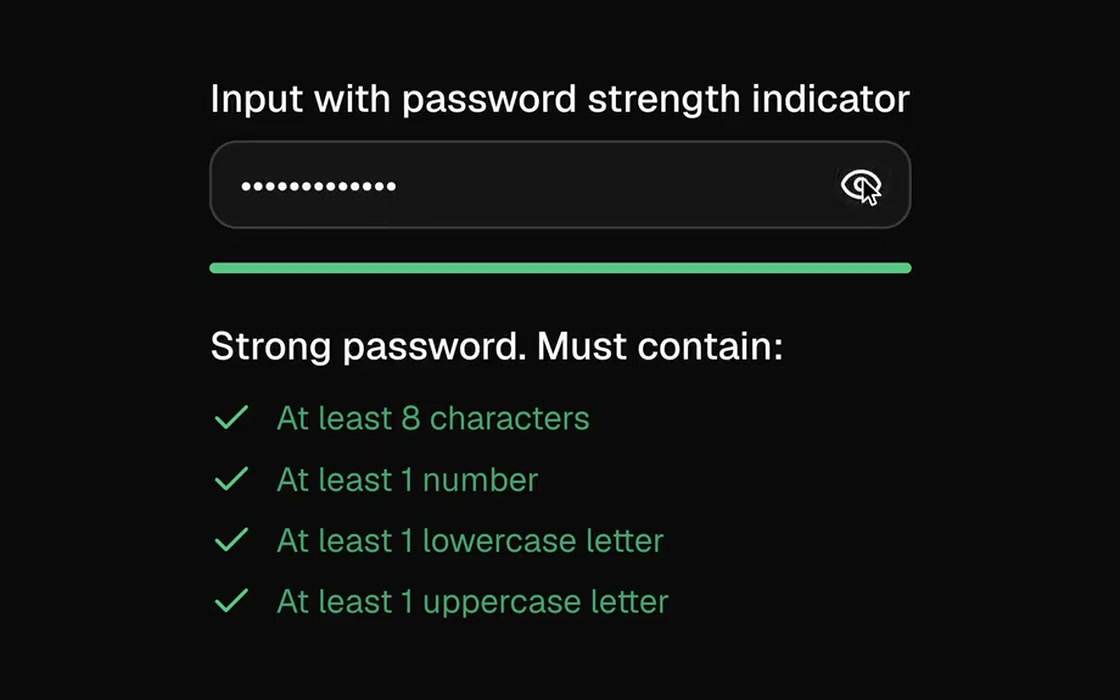 Input with password strength indicator
•••••••••••••
Strong password. Must contain:
At least 8 characters
At least 1 number
At least 1 lowercase letter
At least 1 uppercase letter